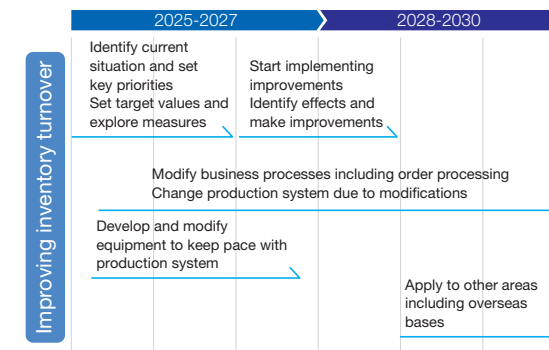 2025-2027
2028-2030
Improving inventory turnover
Identify current
situation and set
key priorities
Set target values and
explore measures
Start implementing
improvements
Identify effects and
make improvements
Modify business processes including order processing
Change production system due to modifications
Develop and modify
equipment to keep pace with
production system
Apply to other areas
including overseas
bases